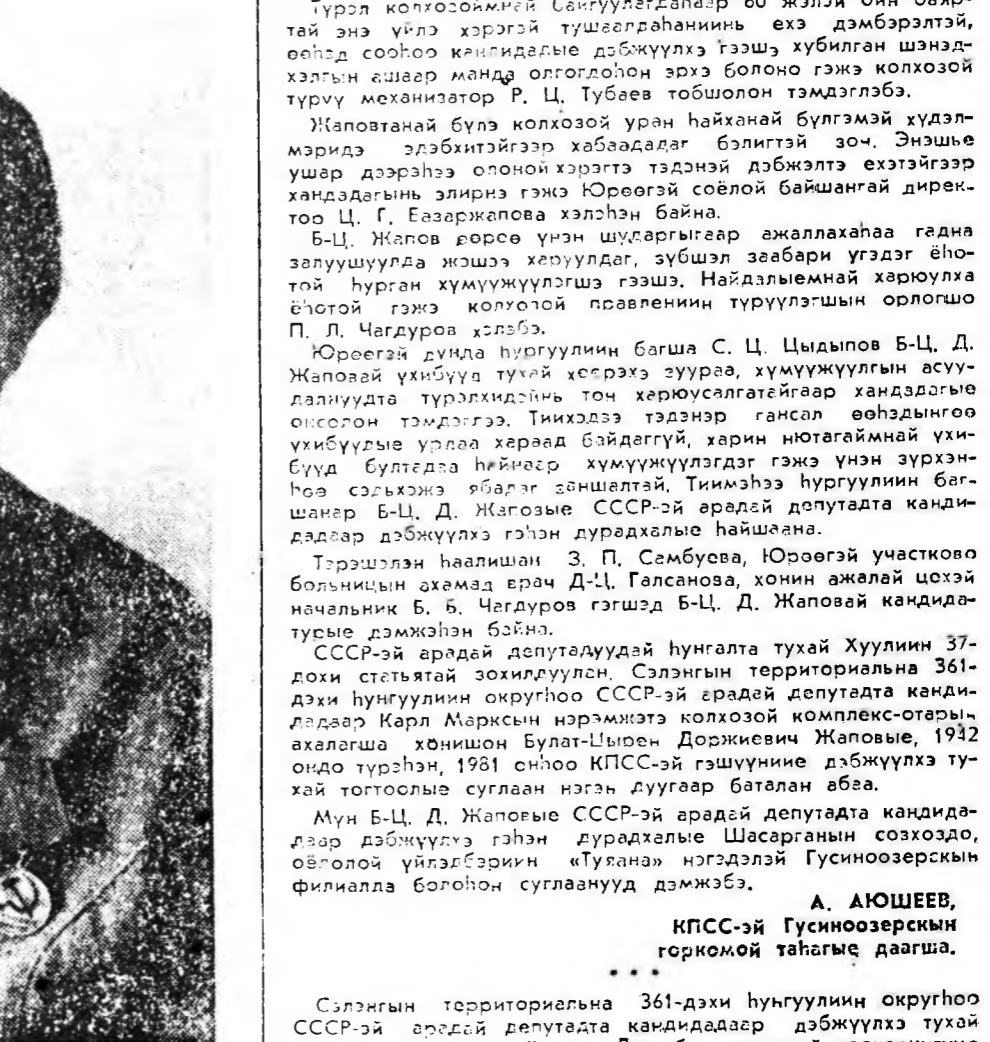 Түрэл колхозоймнай байгуулагданаар 60 жэлэй ойн баяр-
тай энэ үйлэ хэрэгэй тушаалдаһаниинь ехэ дэмбэрэлтэй,
өөһэд сооһоо кандидадые дэбжүүлхэ гээшэ хубилган шэнэд-
хэлгын ашаар манда олгогдоһон эрхэ болоно гэжэ колхозой
түрүү механизатор Р. Ц. Тубаев тобшолон тэмдэглэбэ.
Жаповтанай бүлэ колхозой уран һайханай бүлгэмэй хүдэл-
мэридэ эдэбхитэйгээр хабаададаг бэлигтэй зон. Энэшье
ушар дээрэһээ олоной хэрэгтэ тэдэнэй дэбжэлтэ ехэтэйгээр
хандадагынь элирнэ гэжэ Юрөөгэй соёлой байшангай дирек-
тор Ц. Г. Базаржапова хэлэһэн байна.
Б-Ц. Жапов өөрөө үнэн шударгыгаар ажаллахаһаа гадна
залуушуулда жэшээ харуулдаг, зүбшэл заабари үгэдэг ёһо-
той һурган хүмүүжүүлэгшэ гээшэ. Найдалыемнай харюулха
ёһотой гэжэ колхозой правлениин түрүүлэгшын орлогшо
П. Л. Чагдуров хэлэбэ.
Юрөөгэй дунда һургуулиин багша С. Ц. Цыдыпов Б-Ц. Д.
Жаповай үхибүүд тухай хөөрэхэ зуураа, хүмүүжүүлгын асуу-
далнуудта түрэлхидэйнь тон харюусалгатайгаар хандадагые
онсолон тэмдэглээ. Тиихэдээ тэдэнэр гансал өөһэдынгөө
үхибүүдые урдаа хараад байдаггүй, харин нютагаймнай үхи-
бүүд бултадаа һайнаар хүмүүжүүлэгдэг гэжэ үнэн зүрхэн-
һөө сэдьхэжэ ябадаг заншалтай. Тиимэһээ һургуулиин баг-
шанар Б-Ц. Д. Жаповые СССР-эй арадай депутадта канди-
дадаар дэбжүүлхэ гэһэн дурадхалые һайшаана.
Тэрэшэлэн һаалишан З. П. Самбуева, Юрөөгэй участково
больницын ахамад врач Д-Ц. Галсанова, хонин ажалай цехэй
начальник Б. Б. Чагдуров гэгшэд Б-Ц. Д. Жаповай кандида-
турые дэмжэһэн байна.
СССР-эй арадай депутадуудай һунгалта тухай Хуулиин 37-
дохи статьятай зохилдуулан, Сэлэнгын территориальна 361-
дэхи һунгуулиин округһоо СССР-эй арадай депутадта канди-
дадаар Карл Марксын нэрэмжэтэ колхозой комплекс-отарын
ахалагша хонишон Булат-Цырен Доржиевич Жаповые, 1942
ондо түрэһэн, 1981 онһоо КПСС-эй гэшүүниие дэбжүүлхэ ту-
хай тогтоолые суглаан нэгэн дуугаар баталан абаа.
Мүн Б-Ц. Д. Жаповые СССР-эй арадай депутадта кандида-
даар дэбжүүлхэ гэһэн дурадхалые Шасарганын совхоздо,
оёголой үйлэдбэриин «Туяана» нэгэдэлэй Гусиноозерскын
филиалда болоһон суглаанууд дэмжэбэ.
А. АЮШЕЕВ,
КПСС-эй Гусиноозерскын
горкомой таһагые даагша.
• • •
Сэлэнгын территориальна 361-дэхи һунгуулиин округһоо
СССР-эй арадай депутадта кандидадаар дэбжүүлхэ тухай